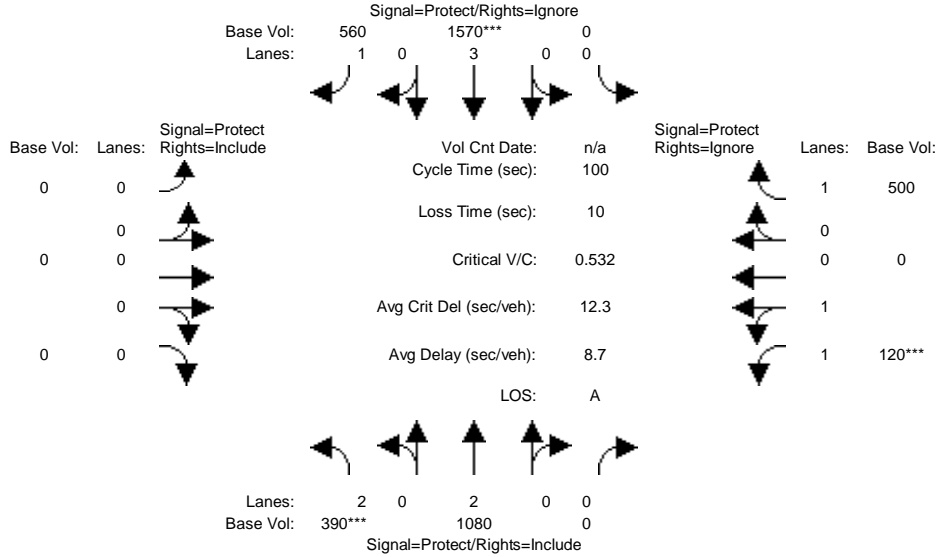 Signal=Protect/Rights=Ignore
Base Vol: 560 1570*** 0
Lanes: 1 0 3 0 0
Signal=Protect Signal=Protect
Base Vol: Lanes: Rights=Include Vol Cnt Date: n/a Rights=Ignore Lanes: Base Vol:
Cycle Time (sec): 100
0 0 1 500
Loss Time (sec): 10
0 0
0 0 Critical V/C: 0.532 0 0
0 Avg Crit Del (sec/veh): 12.3 1
0 0 Avg Delay (sec/veh): 8.7 1 120***
LOS: A
Lanes: 2 0 2 0 0
Base Vol: 390*** 1080 0
Signal=Protect/Rights=Include